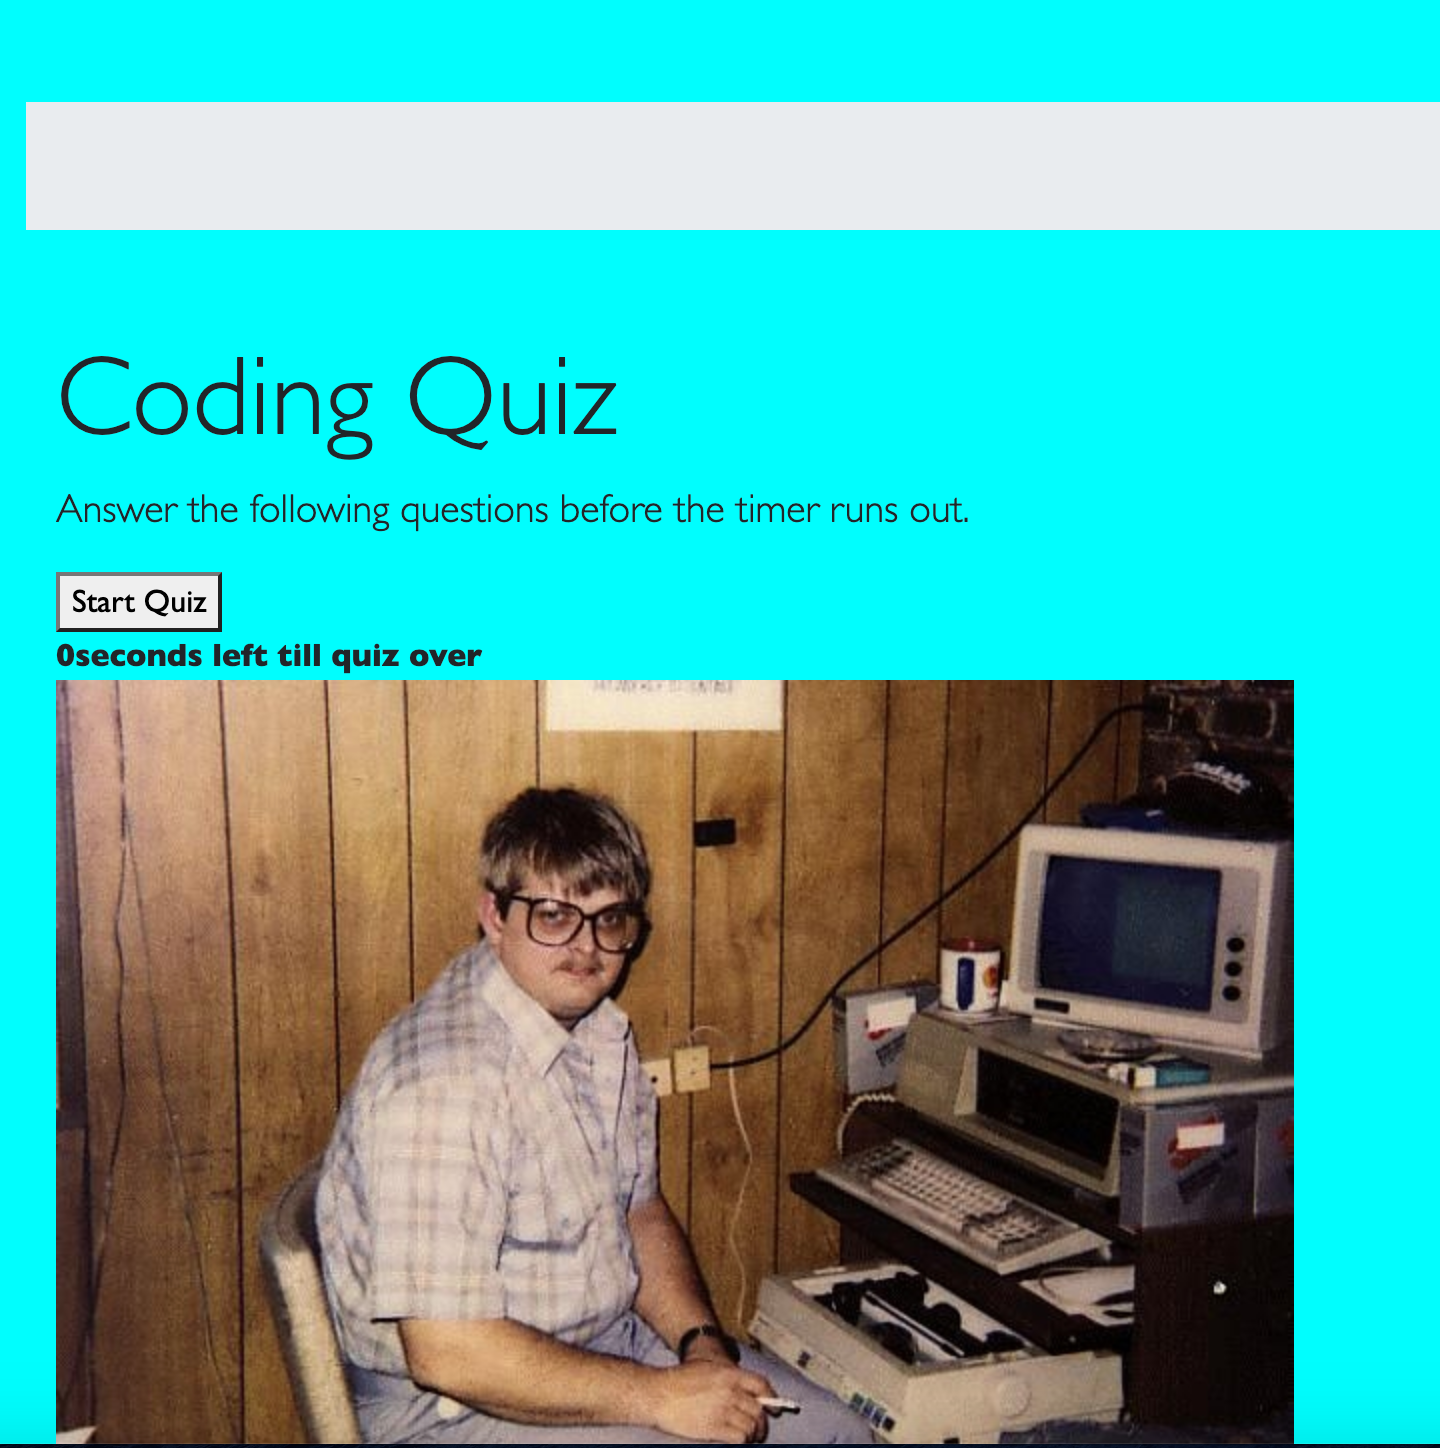 Coding Quiz
Answer the following questions before the timer runs out.
Start Quiz
0seconds left till quiz over